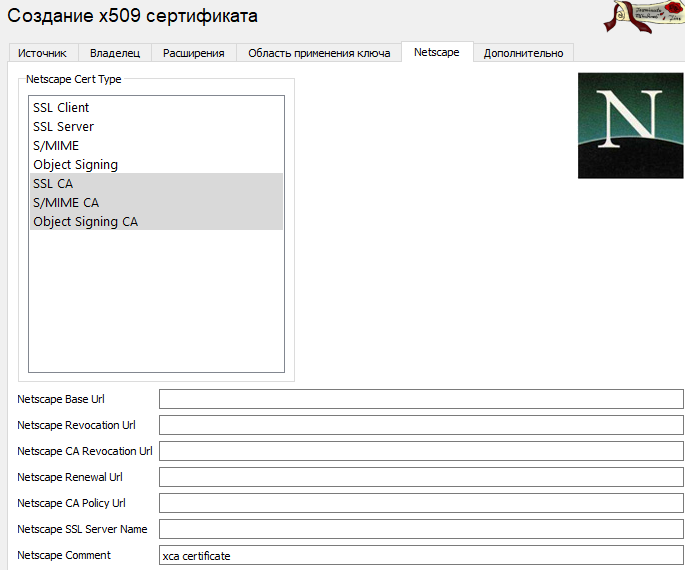 Создание x509 сертификата
Источник Владелец Расширения Область применения ключа Netscape Дополнительно
Netscape Cert Type
SSL Client
SSL Server
S/MIME
Object Signing
SSL CA
S/MIME CA
Object Signing CA
N
Netscape Base Url
Netscape Revocation Url
Netscape CA Revocation Url
Netscape Renewal Url
Netscape CA Policy Url
Netscape SSL Server Name
Netscape Comment xca certificate